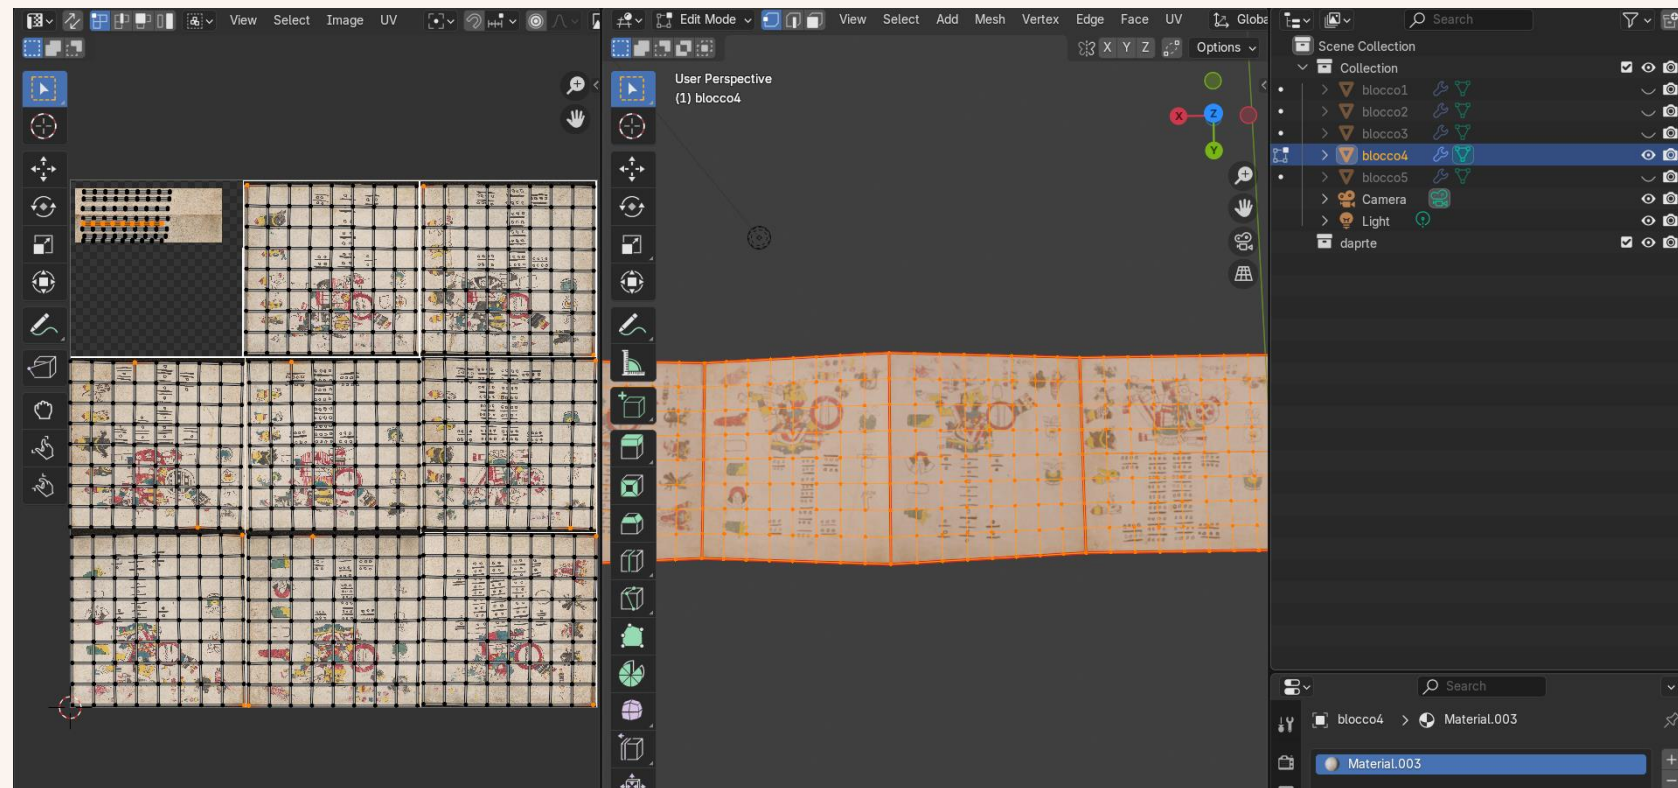 View Select Image UV
Edit Mode View Select Add Mesh Vertex Edge Face UV Globa
X Y Z Options
User Perspective
(1) blocco4
X
Z
Y
Search
Scene Collection
Collection
blocco1
blocco2
blocco3
blocco4
blocco5
Camera
Light
daprte
Search
blocco4 > Material.003
Material.003